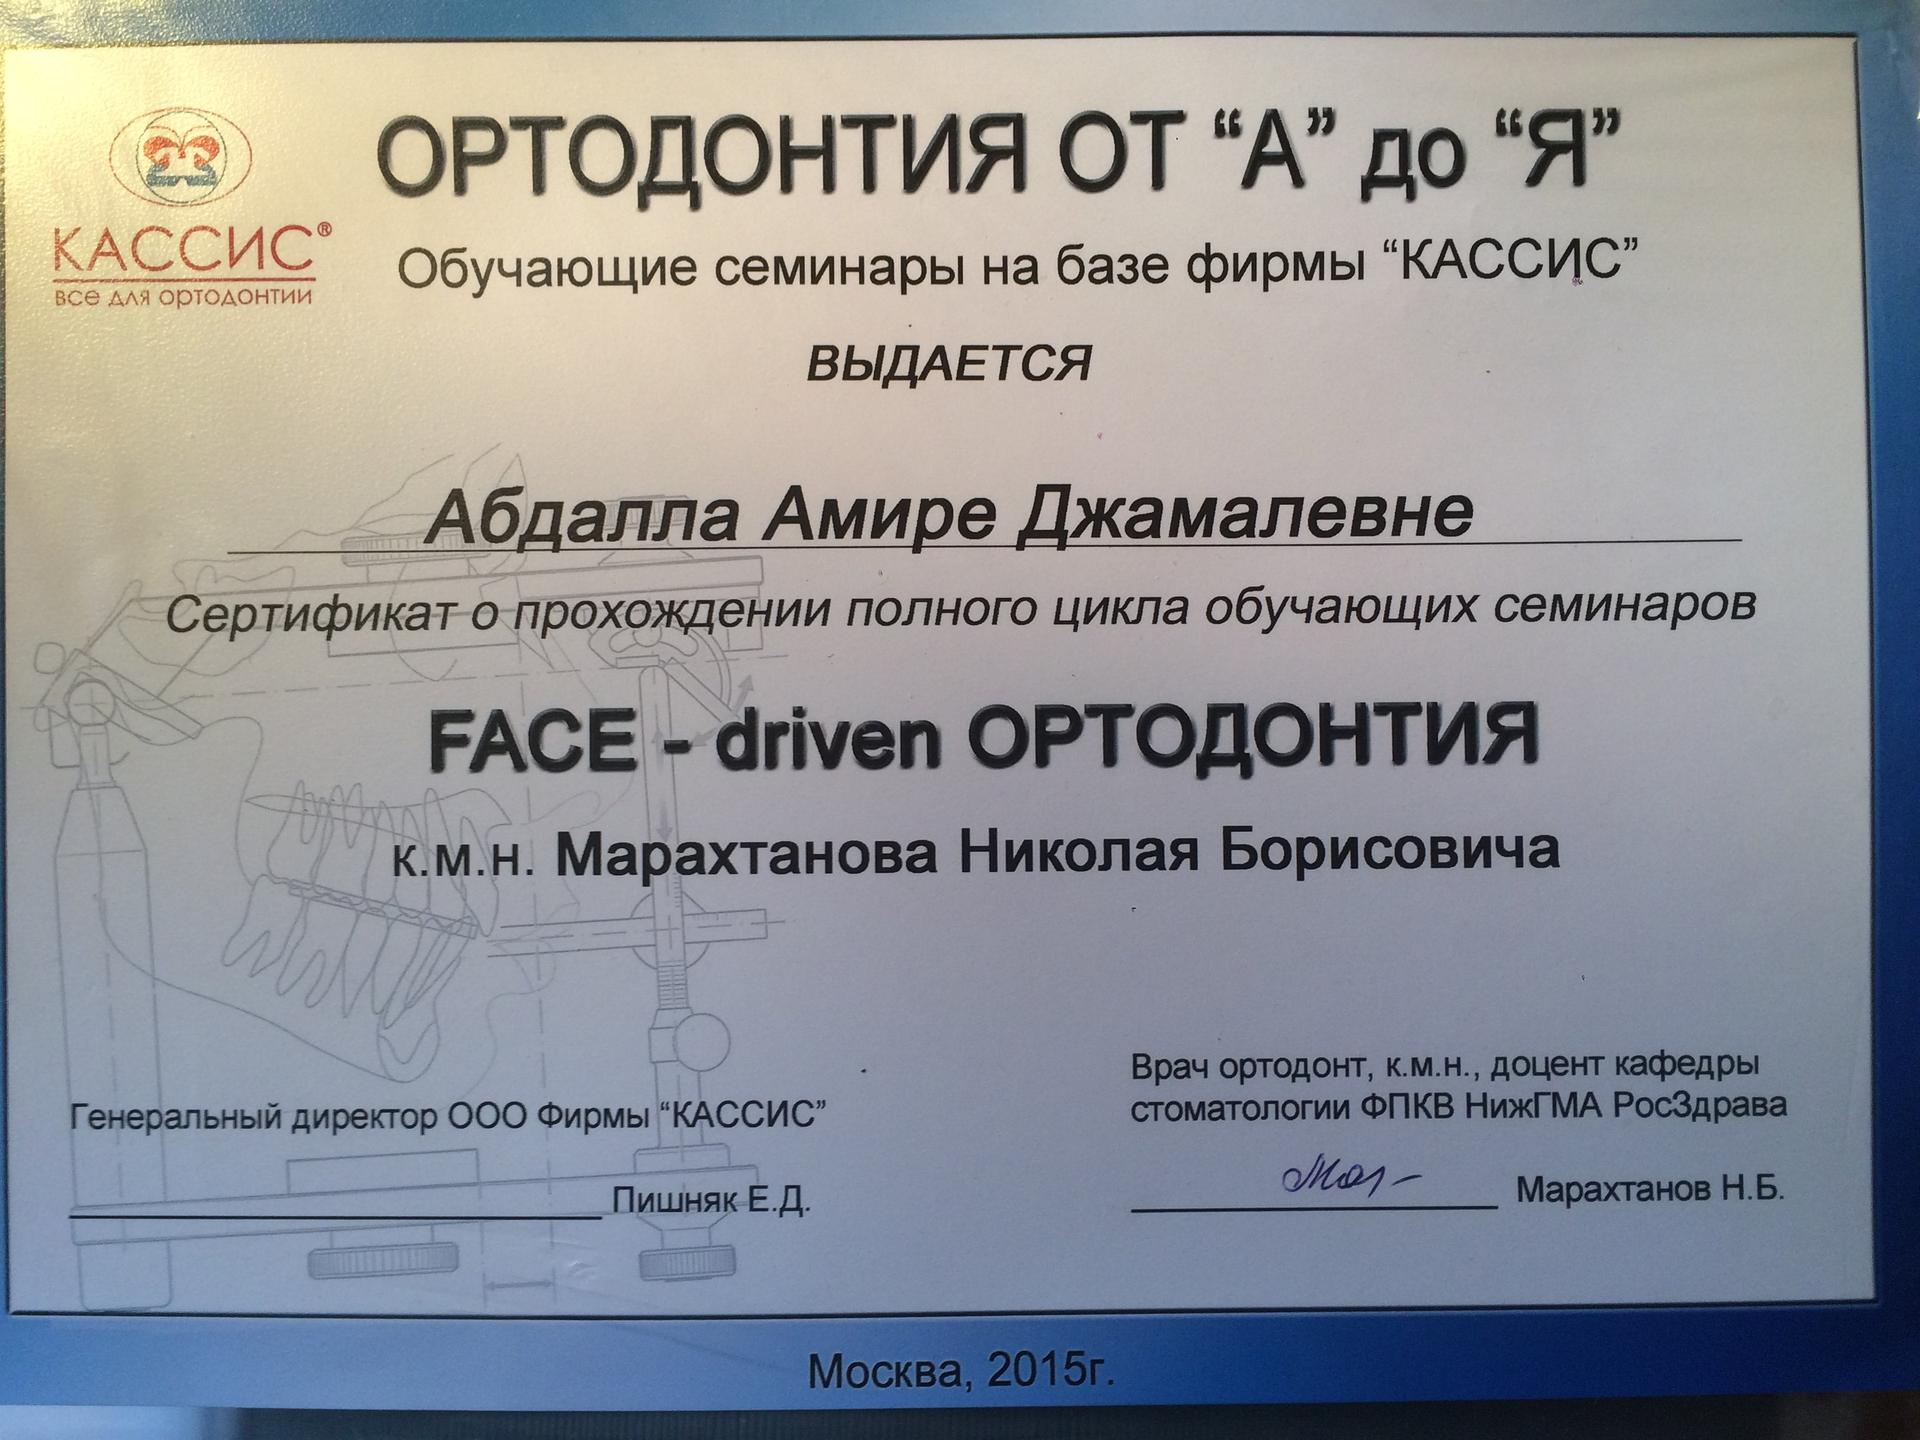 ОРТОДОНТИЯ ОТ “А” до “Я”
КАССИС®
все для ортодонтии
Обучающие семинары на базе фирмы “КАССИС”
ВЫДАЕТСЯ
Абдалла Амире Джамалевне
Сертификат о прохождении полного цикла обучающих семинаров
FACE - driven ОРТОДОНТИЯ
к.м.н. Марахтанова Николая Борисовича
Генеральный директор ООО Фирмы “КАССИС”
Пишняк Е.Д.
Врач ортодонт, к.м.н., доцент кафедры
стоматологии ФПКВ НижГМА РосЗдрава
Марахтанов Н.Б.
Москва, 2015г.